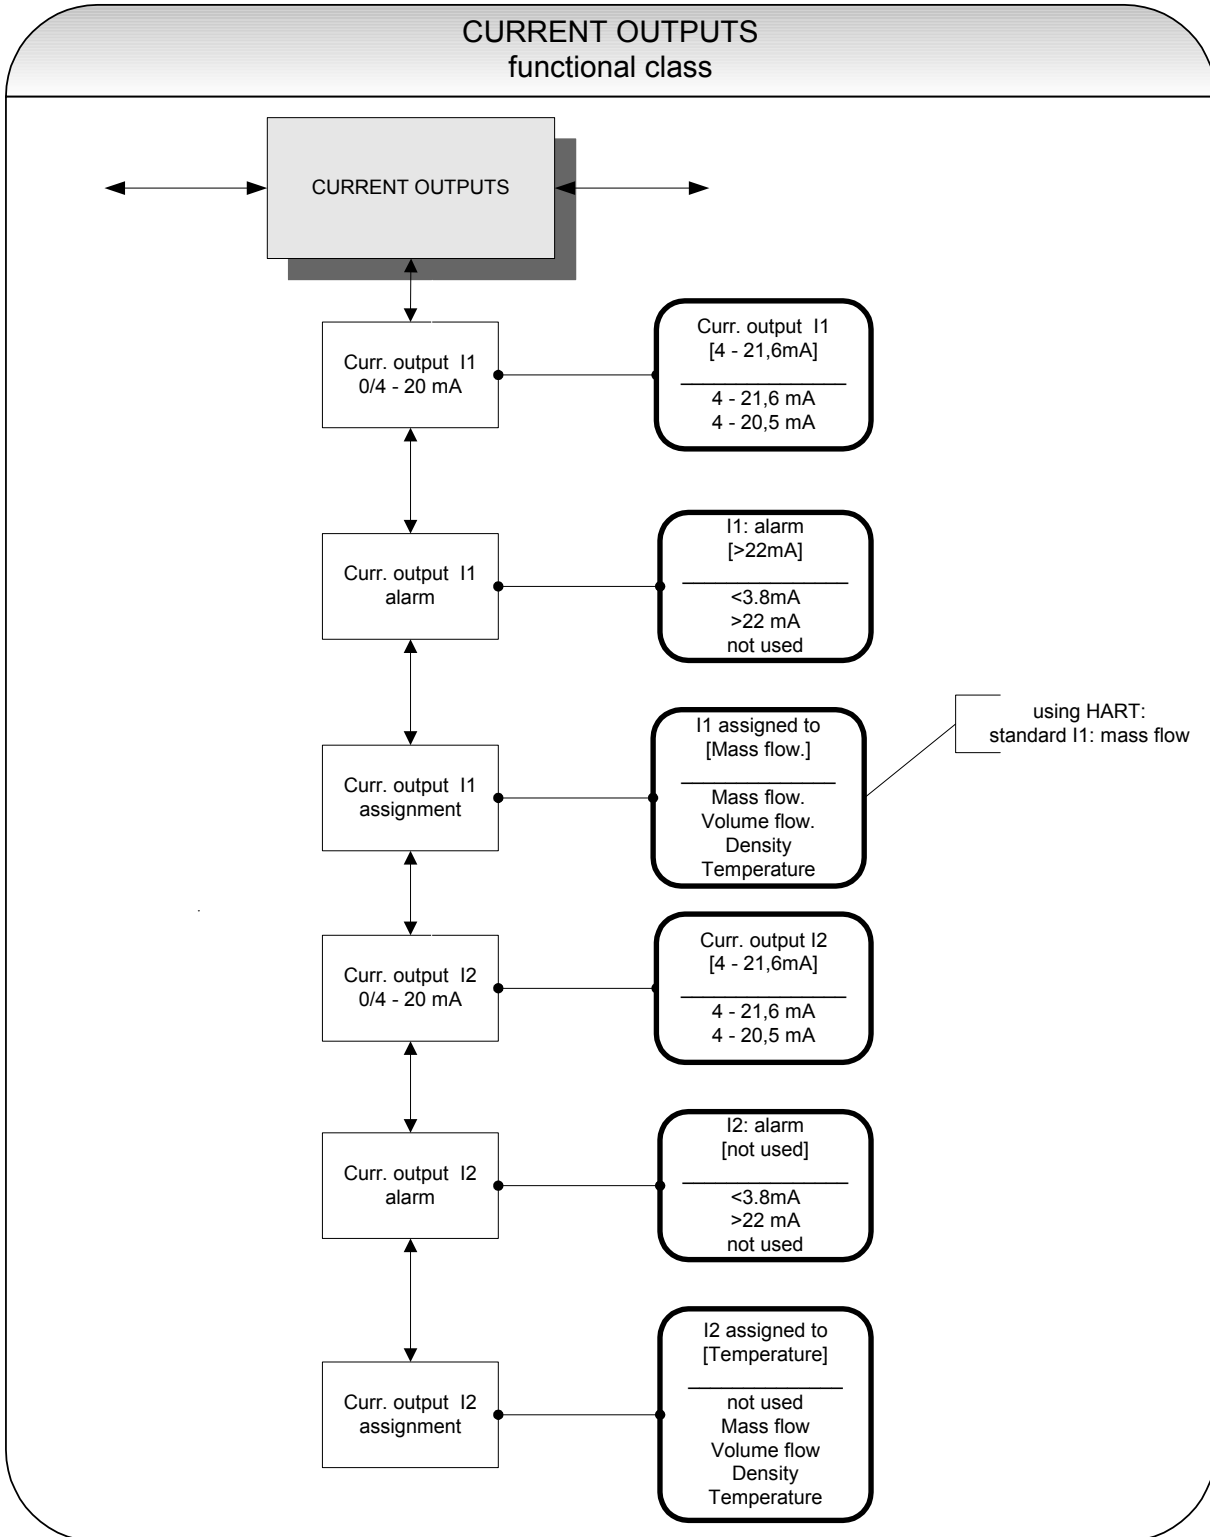 CURRENT OUTPUTS
functional class
CURRENT OUTPUTS
Curr. output I1
0/4 - 20 mA
Curr. output I1
[4 - 21,6mA]
4 - 21,6 mA
4 - 20,5 mA
Curr. output I1
alarm
I1: alarm
[>22mA]
<3.8mA
>22 mA
not used
Curr. output I1
assignment
I1 assigned to
[Mass flow.]
Mass flow.
Volume flow.
Density
Temperature
using HART:
standard I1: mass flow
Curr. output I2
0/4 - 20 mA
Curr. output I2
[4 - 21,6mA]
4 - 21,6 mA
4 - 20,5 mA
Curr. output I2
alarm
I2: alarm
[not used]
<3.8mA
>22 mA
not used
Curr. output I2
assignment
I2 assigned to
[Temperature]
not used
Mass flow
Volume flow
Density
Temperature